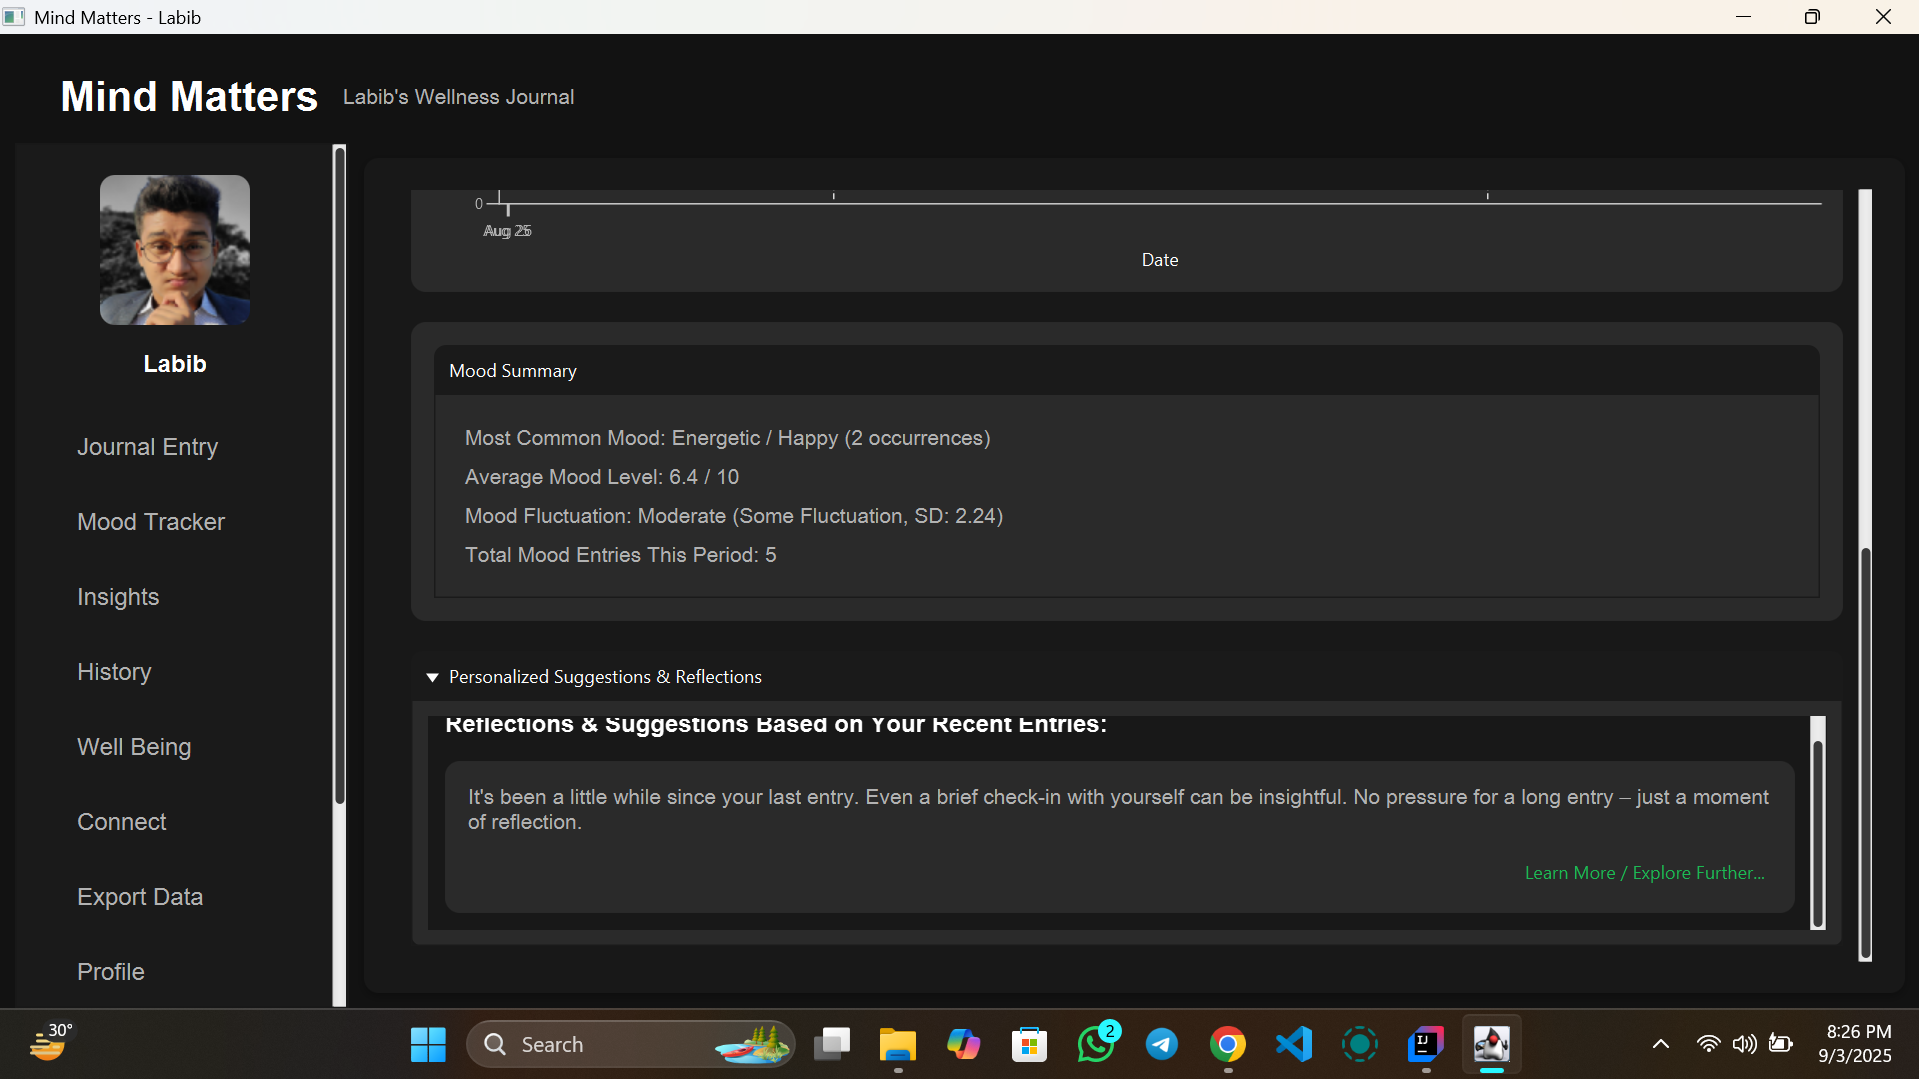 Mind Matters - Labib
Mind Matters
Labib's Wellness Journal
Labib
Journal Entry
Mood Tracker
Insights
History
Well Being
Connect
Export Data
Profile
0
Aug
Date
Mood Summary
Most Common Mood: Energetic / Happy (2 occurrences)
Average Mood Level: 6.4 / 10
Mood Fluctuation: Moderate (Some Fluctuation, SD: 2.24)
Total Mood Entries This Period: 5
Personalized Suggestions & Reflections
Reflections & Suggestions Based on Your Recent Entries:
It's been a little while since your last entry. Even a brief check-in with yourself can be insightful. No pressure for a long entry – just a moment
of reflection.
Learn More / Explore Further...
30°
Search
2
IJ
8:26 PM
9/3/2025